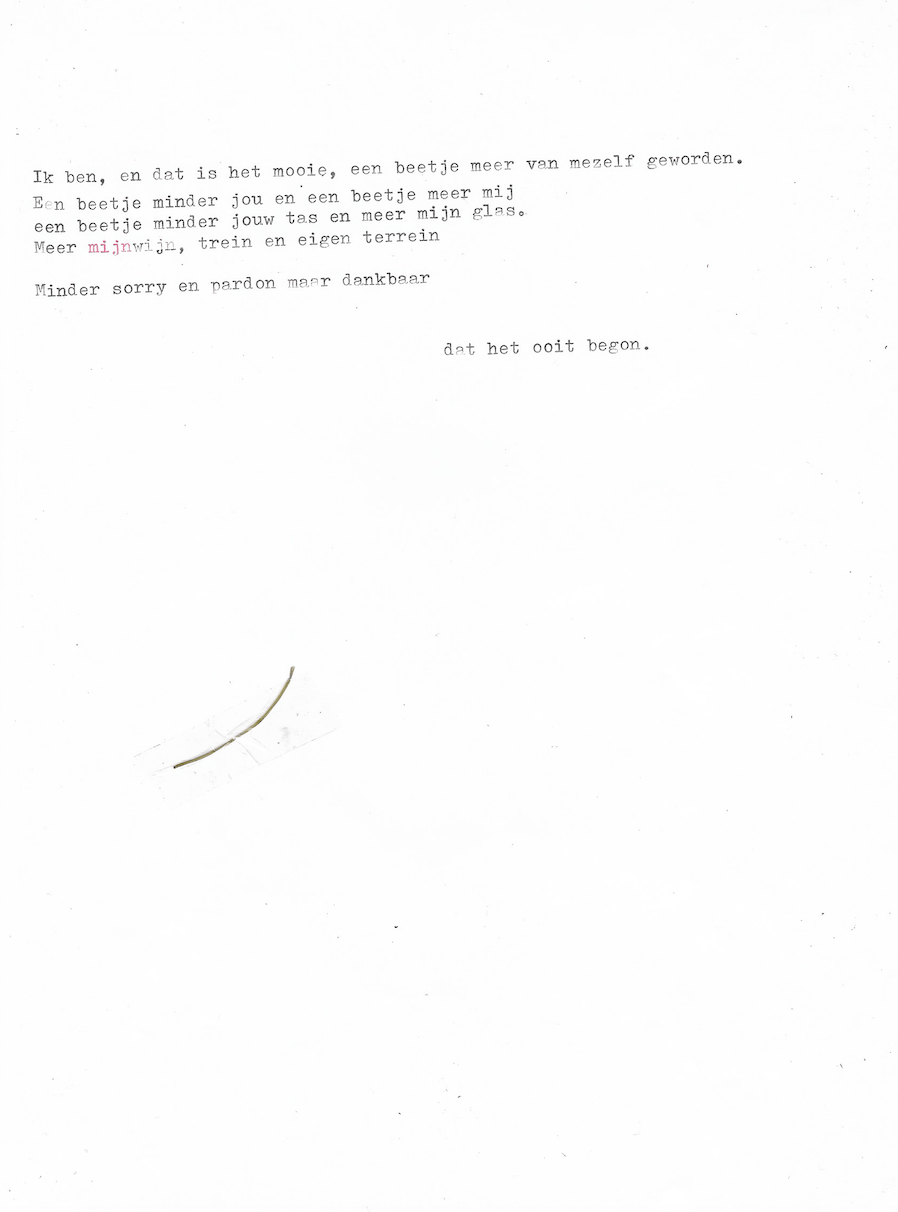 Ik ben, en dat is het mooie, een beetje meer van mezelf geworden.
Een beetje minder jou en een beetje meer mij
een beetje minder jouw tas en meer mijn glas.
Meer mijnwijn, trein en eigen terrein
Minder sorry en pardon maar dankbaar
dat het ooit begon.